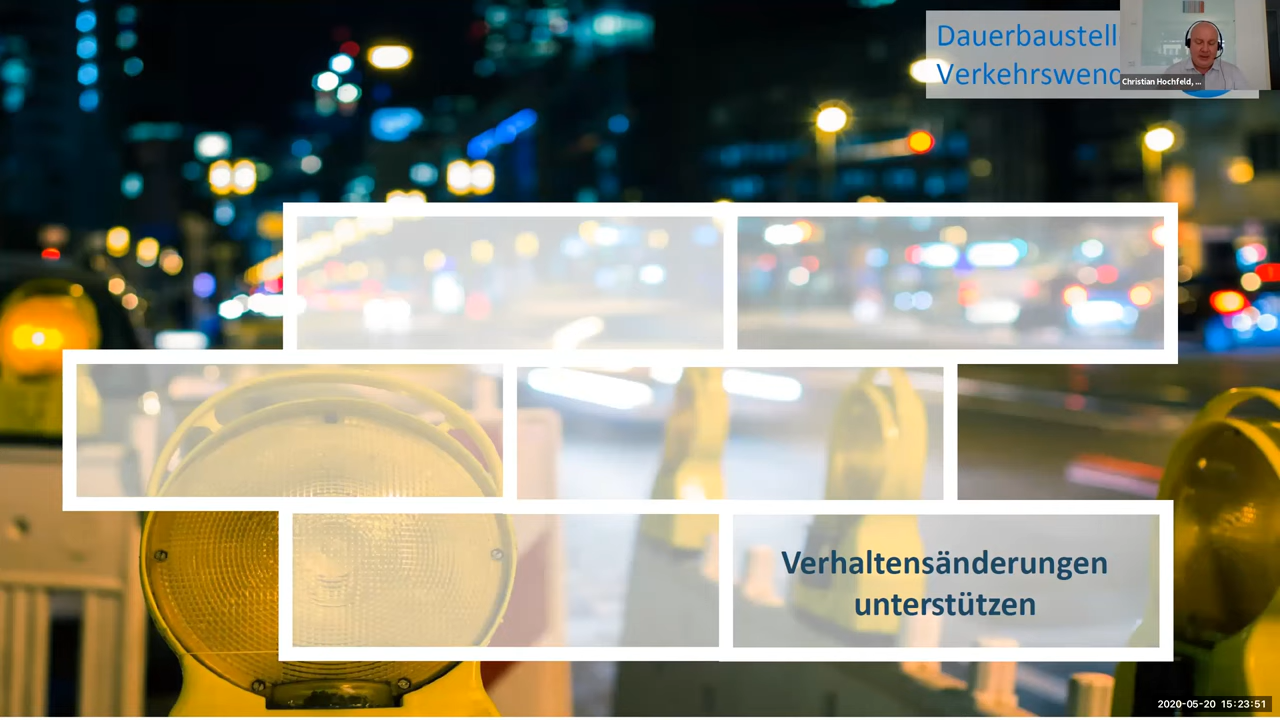 Dauerbaustell
Verkehrswend
Christian Hochfeld, ...
Verhaltensänderungen
unterstützen
2020-05-20 15:23:51